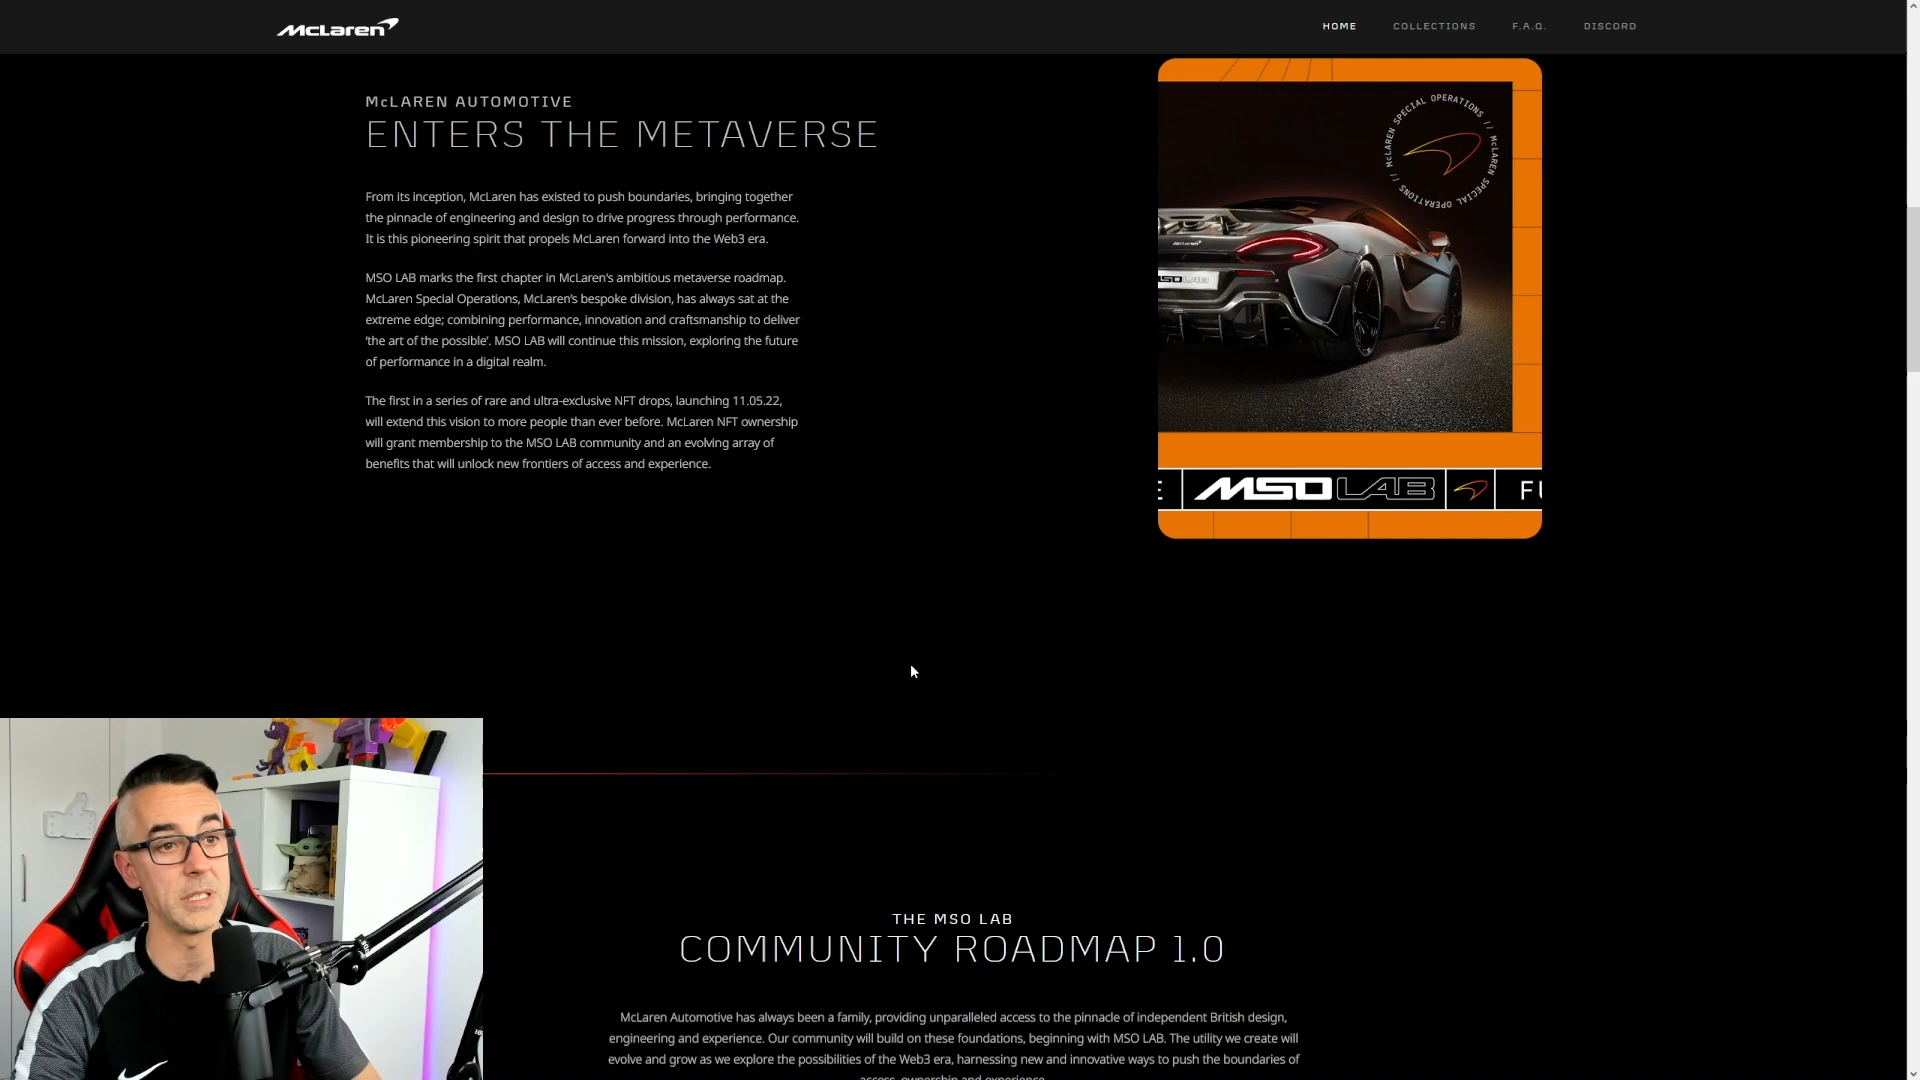 McLaren
HOME COLLECTIONS F.A.Q. DISCORD
McLAREN AUTOMOTIVE
ENTERS THE METAVERSE
From its inception, McLaren has existed to push boundaries, bringing together
the pinnacle of engineering and design to drive progress through performance.
It is this pioneering spirit that propels McLaren forward into the Web3 era.
MSO LAB marks the first chapter in McLaren's ambitious metaverse roadmap.
McLaren Special Operations, McLaren's bespoke division, has always sat at the
extreme edge; combining performance, innovation and craftsmanship to deliver
‘the art of the possible’. MSO LAB will continue this mission, exploring the future
of performance in a digital realm.
The first in a series of rare and ultra-exclusive NFT drops, launching 11.05.22,
will extend this vision to more people than ever before. McLaren NFT ownership
will grant membership to the MSO LAB community and an evolving array of
benefits that will unlock new frontiers of access and experience.
McLAREN SPECIAL OPERATIONS // McLAREN SPECIAL OPERATIONS //
McLaren
MSO LAB
E MSO LAB FU
THE MSO LAB
COMMUNITY ROADMAP 1.0
McLaren Automotive has always been a family, providing unparalleled access to the pinnacle of independent British design,
engineering and experience. Our community will build on these foundations, beginning with MSO LAB. The utility we create will
evolve and grow as we explore the possibilities of the Web3 era, harnessing new and innovative ways to push the boundaries of
access, ownership and experience.